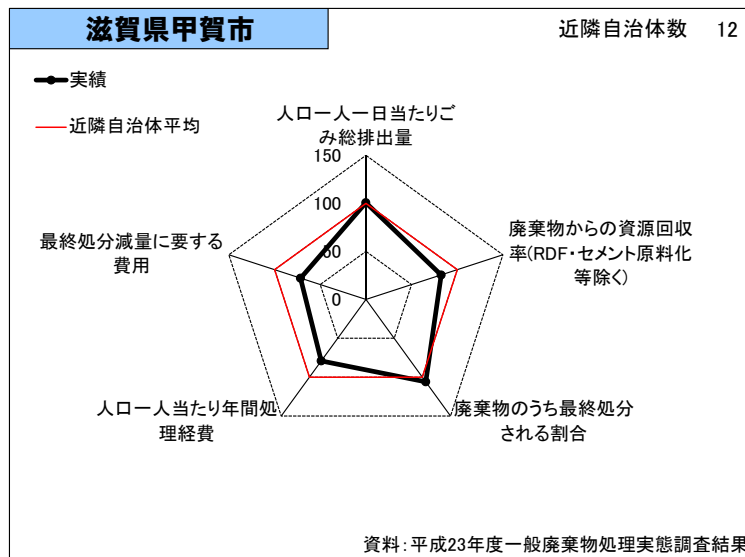 滋賀県甲賀市
近隣自治体数 12
実績
近隣自治体平均
人口一人一日当たりご
み総排出量
150
100
50
0
廃棄物からの資源回収
率(RDF・セメント原料化
等除く)
最終処分減量に要する
費用
人口一人当たり年間処
理経費
廃棄物のうち最終処分
される割合
資料:平成23年度一般廃棄物処理実態調査結果